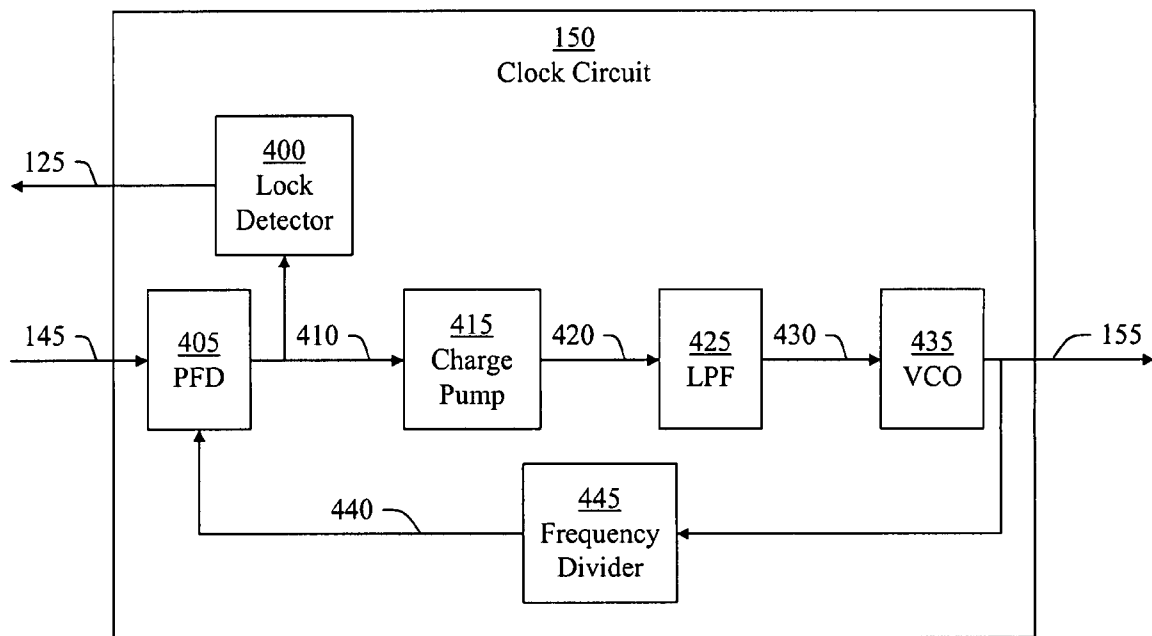 150
Clock Circuit
125
400
Lock
Detector
145
405
PFD
410
415
Charge
Pump
420
425
LPF
430
435
VCO
155
440
445
Frequency
Divider